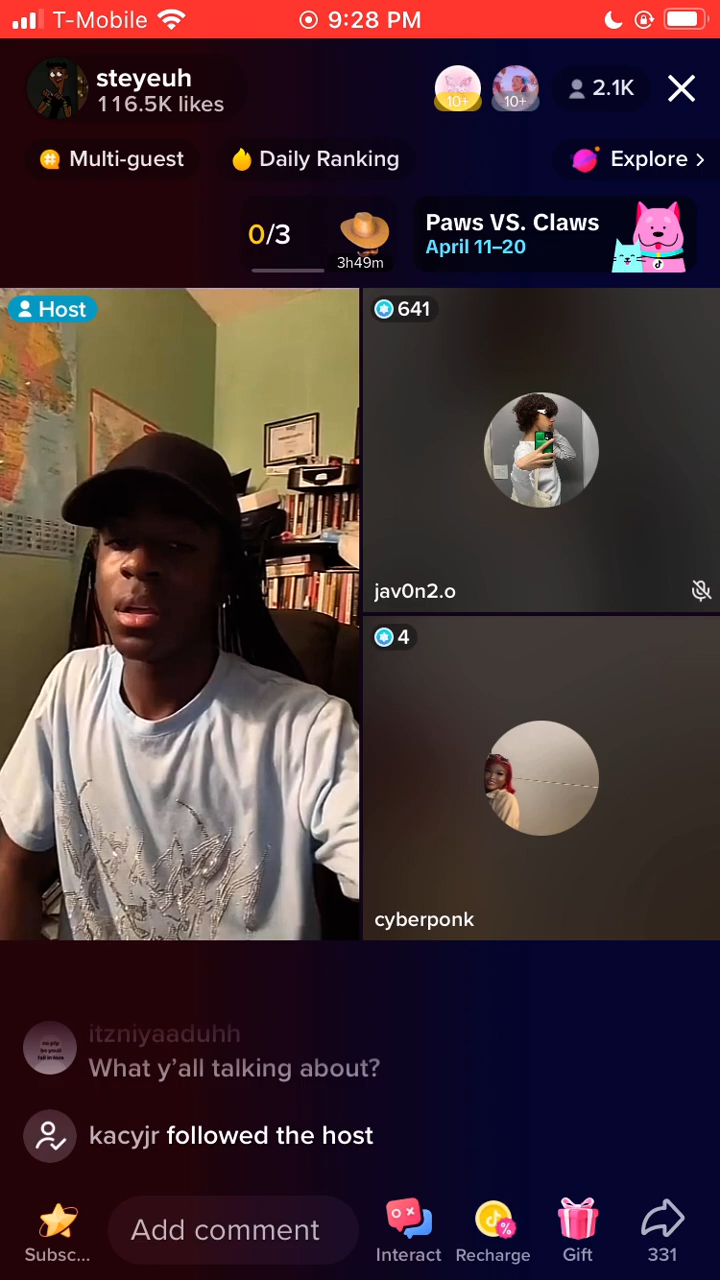 T-Mobile
9:28 PM
steyeuh
116.5K likes
10+
10+
2.1K
Multi-guest
Daily Ranking
Explore >
0/3
3h49m
Paws VS. Claws
April 11–20
Host
641
jav0n2.o
4
cyberponk
itzniyaaduhh
What y’all talking about?
kacyjr followed the host
Subsc...
Add comment
Interact
Recharge
Gift
331